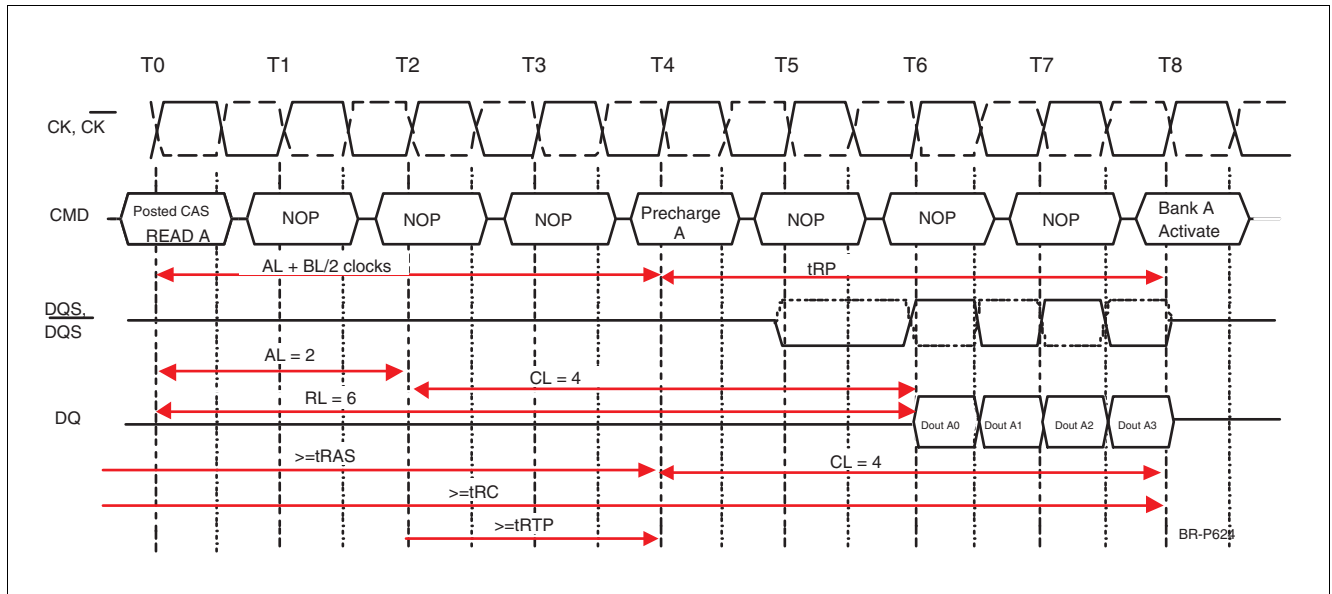 T0 T1 T2 T3 T4 T5 T6 T7 T8
CK, CK
CMD
Posted CAS
READ A
NOP
NOP
NOP
Precharge
A
NOP
NOP
NOP
Bank A
Activate
AL + BL/2 clocks
tRP
DQS,
DQS
AL = 2
CL = 4
RL = 6
DQ
Dout A0
Dout A1
Dout A2
Dout A3
>=tRAS
CL = 4
>=tRC
>=tRTP
BR-P624